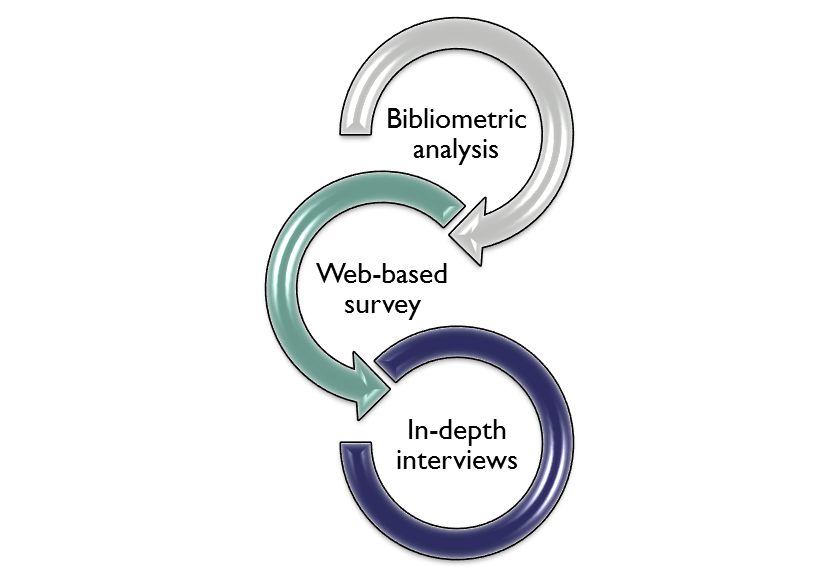 Bibliometric
analysis
Web-based
survey
In-depth
interviews